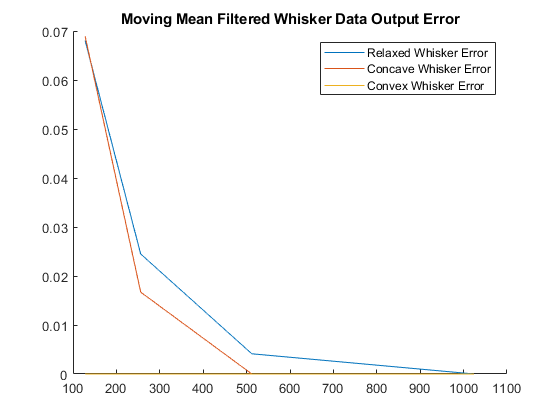 Moving Mean Filtered Whisker Data Output Error
0.07
0.06
0.05
0.04
0.03
0.02
0.01
0
Relaxed Whisker Error
Concave Whisker Error
Convex Whisker Error
100 200 300 400 500 600 700 800 900 1000 1100